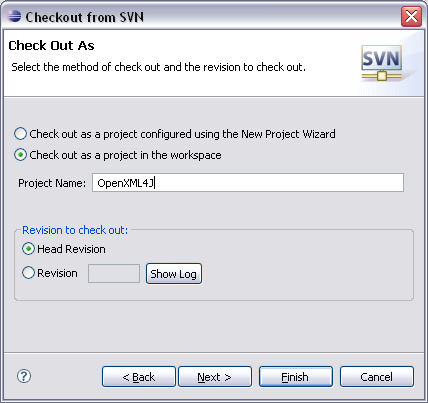 Checkout from SVN
Check Out As
Select the method of check out and the revision to check out.
SVN
Check out as a project configured using the New Project Wizard
Check out as a project in the workspace
Project Name: OpenXML4J
Revision to check out:
Head Revision
Revision Show Log
? < Back Next > Finish Cancel